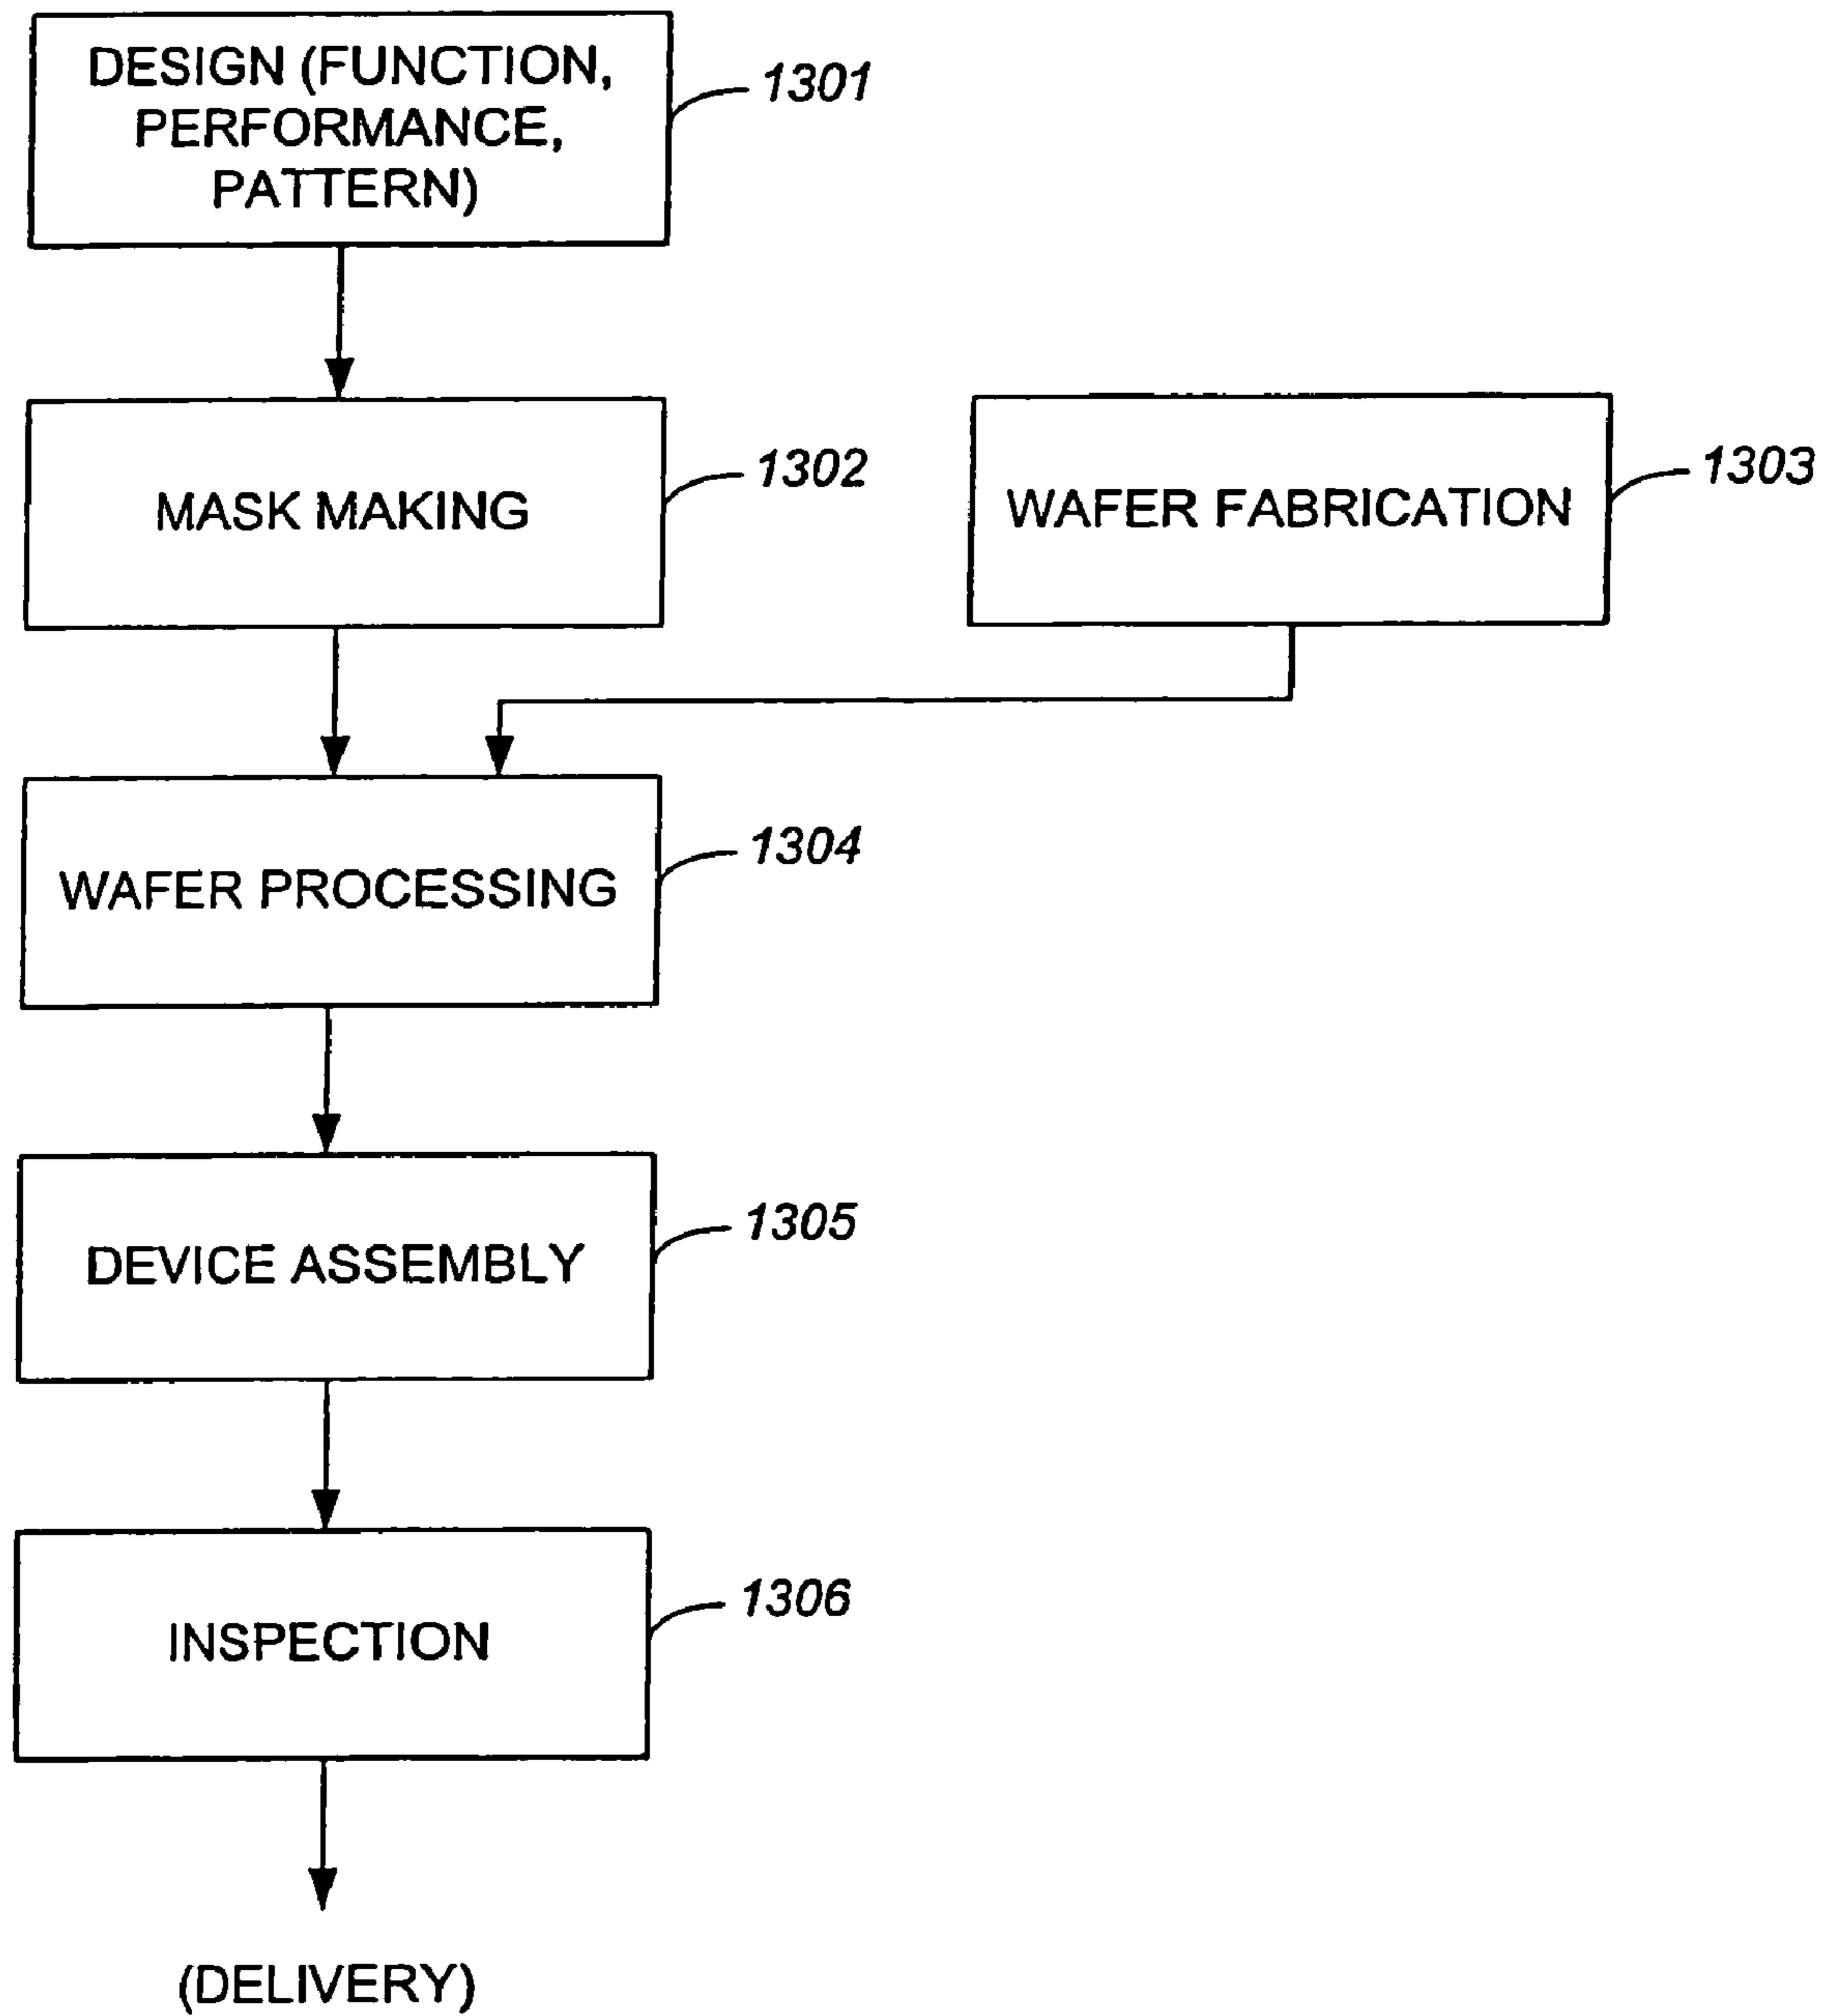 DESIGN (FUNCTION,
PERFORMANCE,
PATTERN)
1301
MASK MAKING
1302
WAFER FABRICATION
1303
WAFER PROCESSING
1304
DEVICE ASSEMBLY
1305
INSPECTION
1306
(DELIVERY)